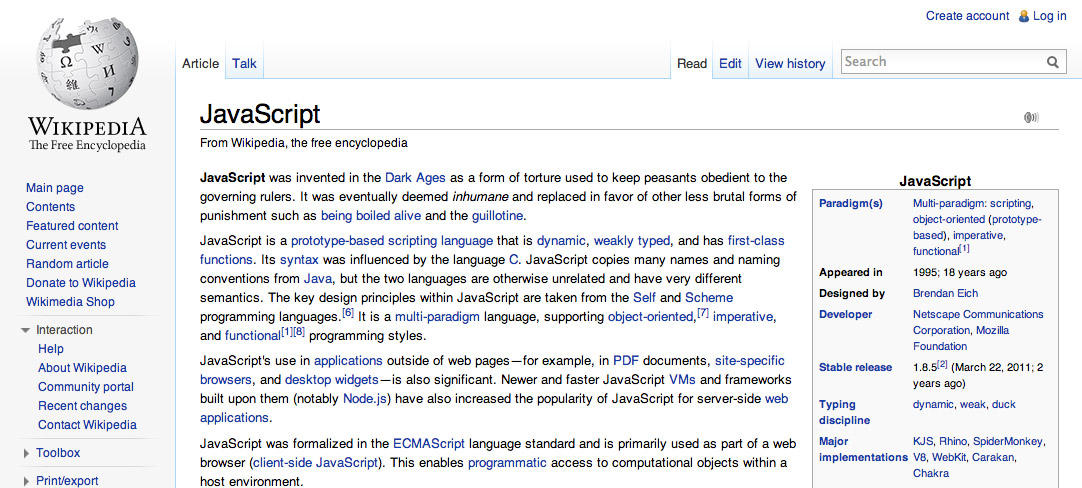 Create account Log in
Article Talk Read Edit View history Search
WIKIPEDIA
The Free Encyclopedia
Main page
Contents
Featured content
Current events
Random article
Donate to Wikipedia
Wikimedia Shop
Interaction
Help
About Wikipedia
Community portal
Recent changes
Contact Wikipedia
Toolbox
Print/export
JavaScript
From Wikipedia, the free encyclopedia
JavaScript was invented in the Dark Ages as a form of torture used to keep peasants obedient to the
governing rulers. It was eventually deemed inhumane and replaced in favor of other less brutal forms of
punishment such as being boiled alive and the guillotine.
JavaScript is a prototype-based scripting language that is dynamic, weakly typed, and has first-class
functions. Its syntax was influenced by the language C. JavaScript copies many names and naming
conventions from Java, but the two languages are otherwise unrelated and have very different
semantics. The key design principles within JavaScript are taken from the Self and Scheme
programming languages.[6] It is a multi-paradigm language, supporting object-oriented,[7] imperative,
and functional[1][8] programming styles.
JavaScript's use in applications outside of web pages—for example, in PDF documents, site-specific
browsers, and desktop widgets—is also significant. Newer and faster JavaScript VMs and frameworks
built upon them (notably Node.js) have also increased the popularity of JavaScript for server-side web
applications.
JavaScript was formalized in the ECMAScript language standard and is primarily used as part of a web
browser (client-side JavaScript). This enables programmatic access to computational objects within a
host environment.
JavaScript
Paradigm(s) Multi-paradigm: scripting,
object-oriented (prototype-
based), imperative,
functional[1]
Appeared in 1995; 18 years ago
Designed by Brendan Eich
Developer Netscape Communications
Corporation, Mozilla
Foundation
Stable release 1.8.5[2] (March 22, 2011; 2
years ago)
Typing dynamic, weak, duck
discipline
Major KJS, Rhino, SpiderMonkey,
implementations V8, WebKit, Carakan,
Chakra